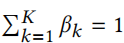 ∑_{k=1}^{K} β_k = 1